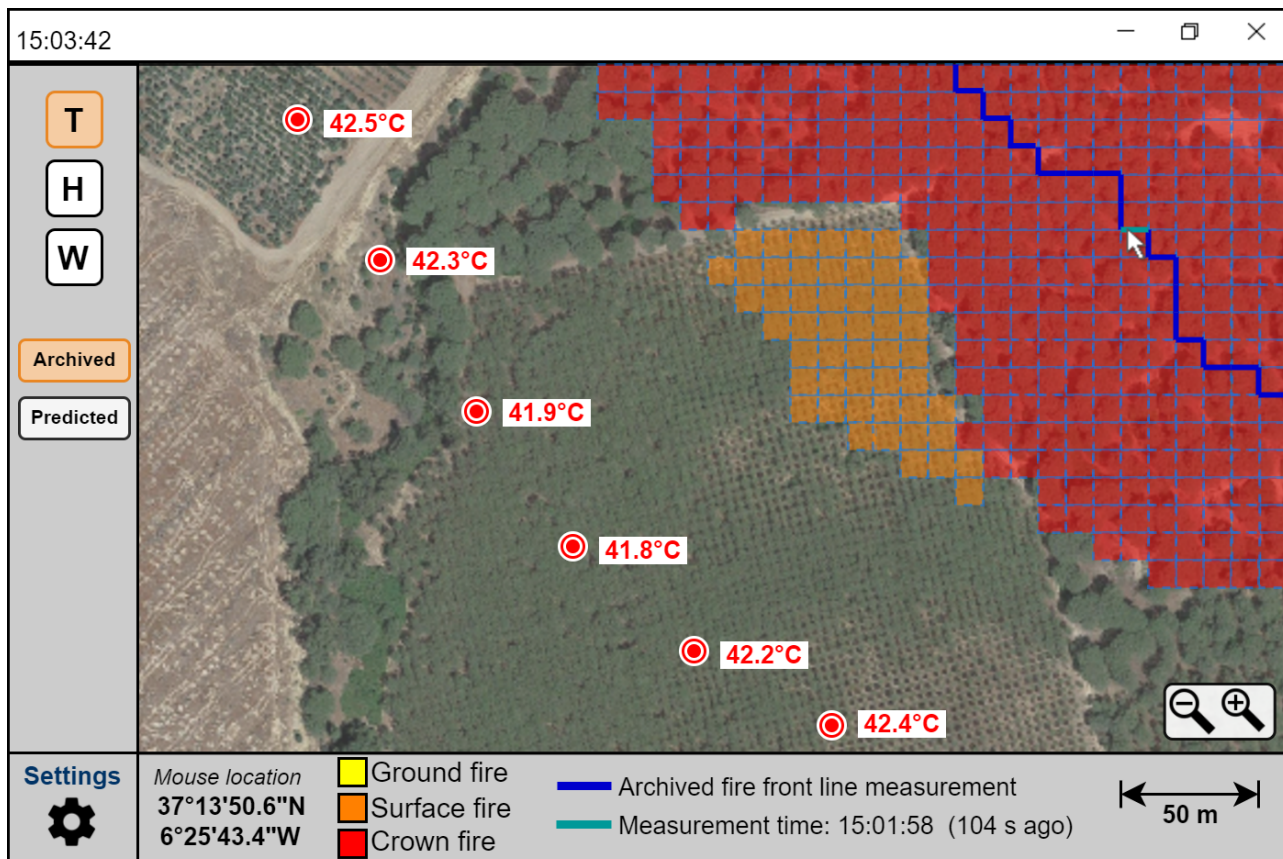 15:03:42
T
H
W
Archived
Predicted
42.5°C
42.3°C
41.9°C
41.8°C
42.2°C
42.4°C
Settings
Mouse location
37°13'50.6"N
6°25'43.4"W
Ground fire
Surface fire
Crown fire
Archived fire front line measurement
Measurement time: 15:01:58 (104 s ago)
50 m